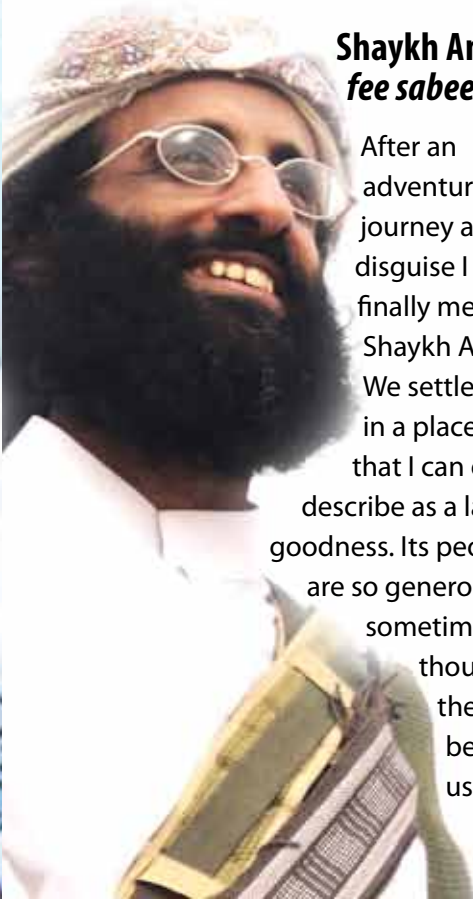 Shaykh An
fee sabee
After an
adventur
journey a
disguise I
finally me
Shaykh A
We settle
in a place
that I can
describe as a la
goodness. Its peo
are so genero
sometim
thou
the
be
us